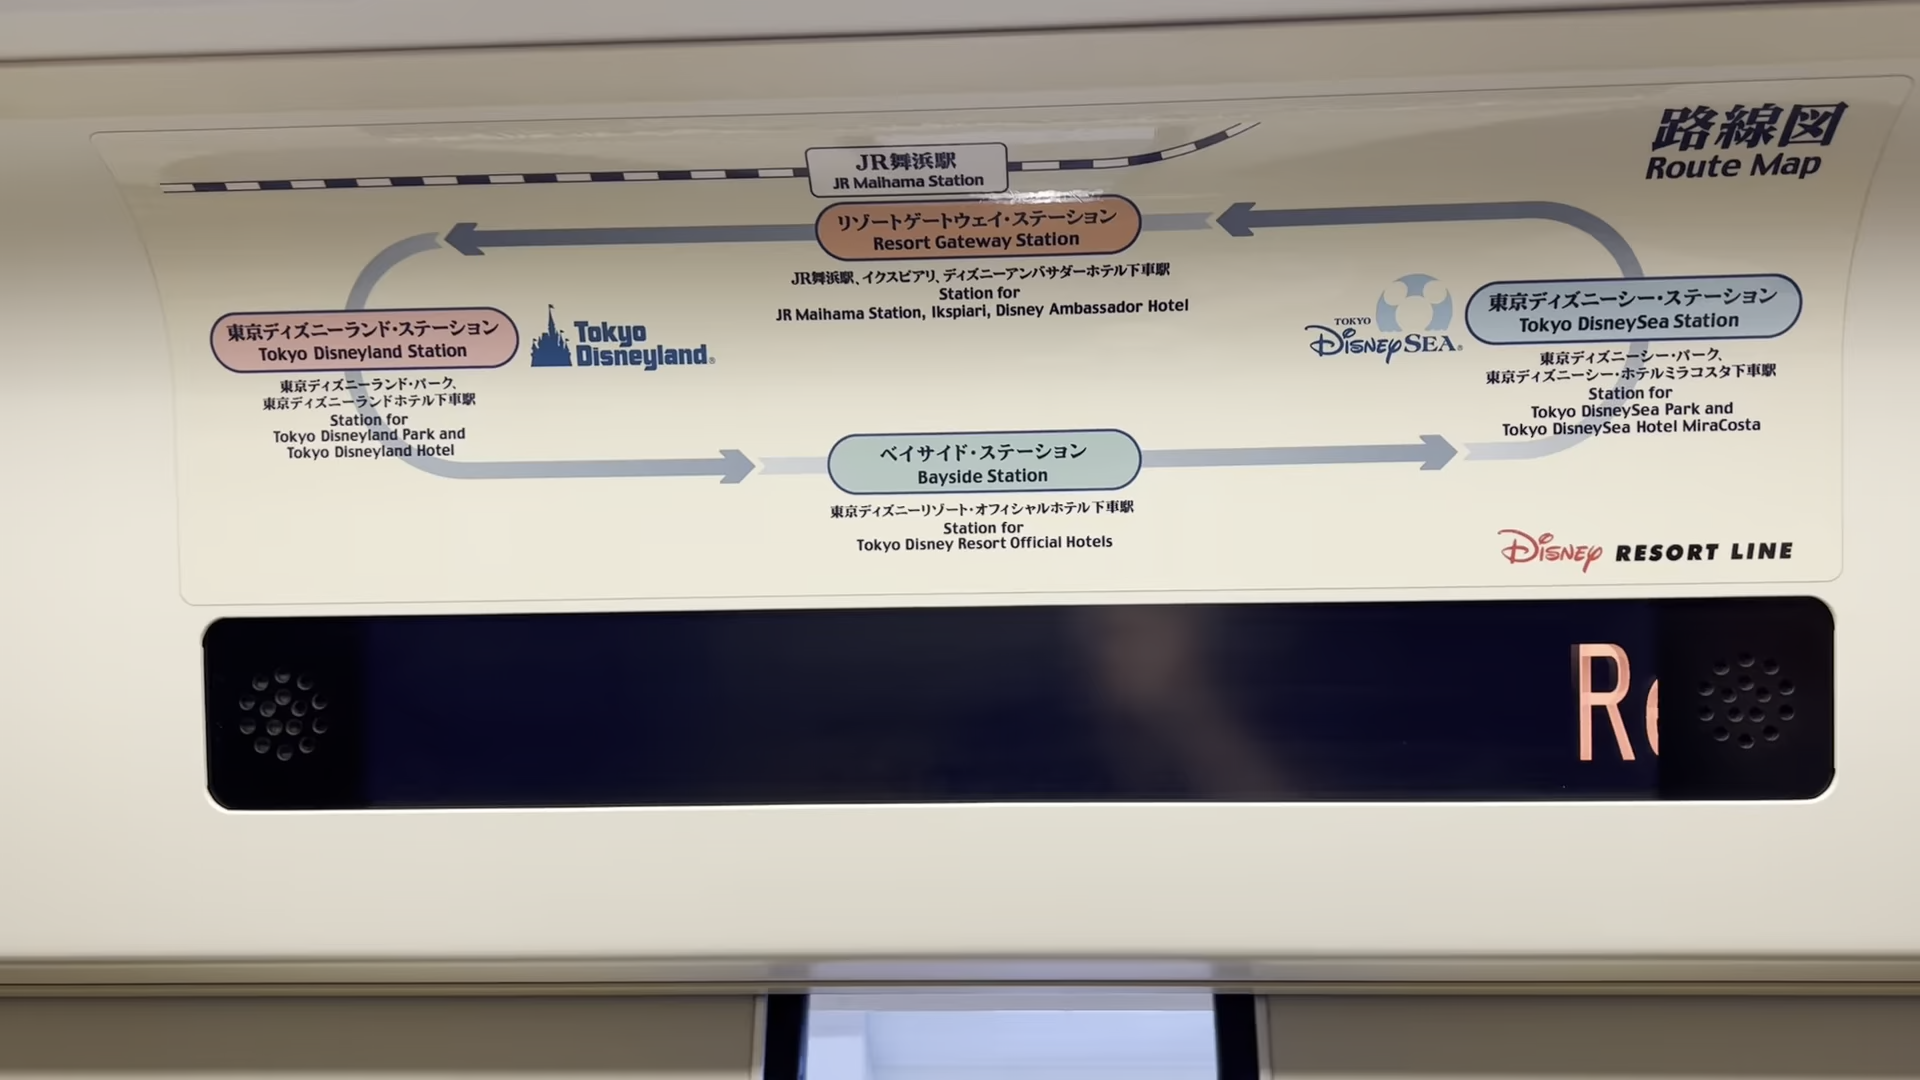 路線図
Route Map
JR舞浜駅
JR Maihama Station
リゾートゲートウェイ・ステーション
Resort Gateway Station
JR舞浜駅、イクスピアリ、ディズニーアンバサダーホテル下車駅
Station for
JR Maihama Station, Ikspiari, Disney Ambassador Hotel
東京ディズニーランド・ステーション
Tokyo Disneyland Station
東京ディズニーランド・パーク、
東京ディズニーランドホテル下車駅
Station for
Tokyo Disneyland Park and
Tokyo Disneyland Hotel
Tokyo
Disneyland®
TOKYO
DISNEYSEA®
東京ディズニーシー・ステーション
Tokyo DisneySea Station
東京ディズニーシー・パーク、
東京ディズニーシー・ホテルミラコスタ下車駅
Station for
Tokyo DisneySea Park and
Tokyo DisneySea Hotel MiraCosta
ベイサイド・ステーション
Bayside Station
東京ディズニーリゾート・オフィシャルホテル下車駅
Station for
Tokyo Disney Resort Official Hotels
Disney RESORT LINE
R